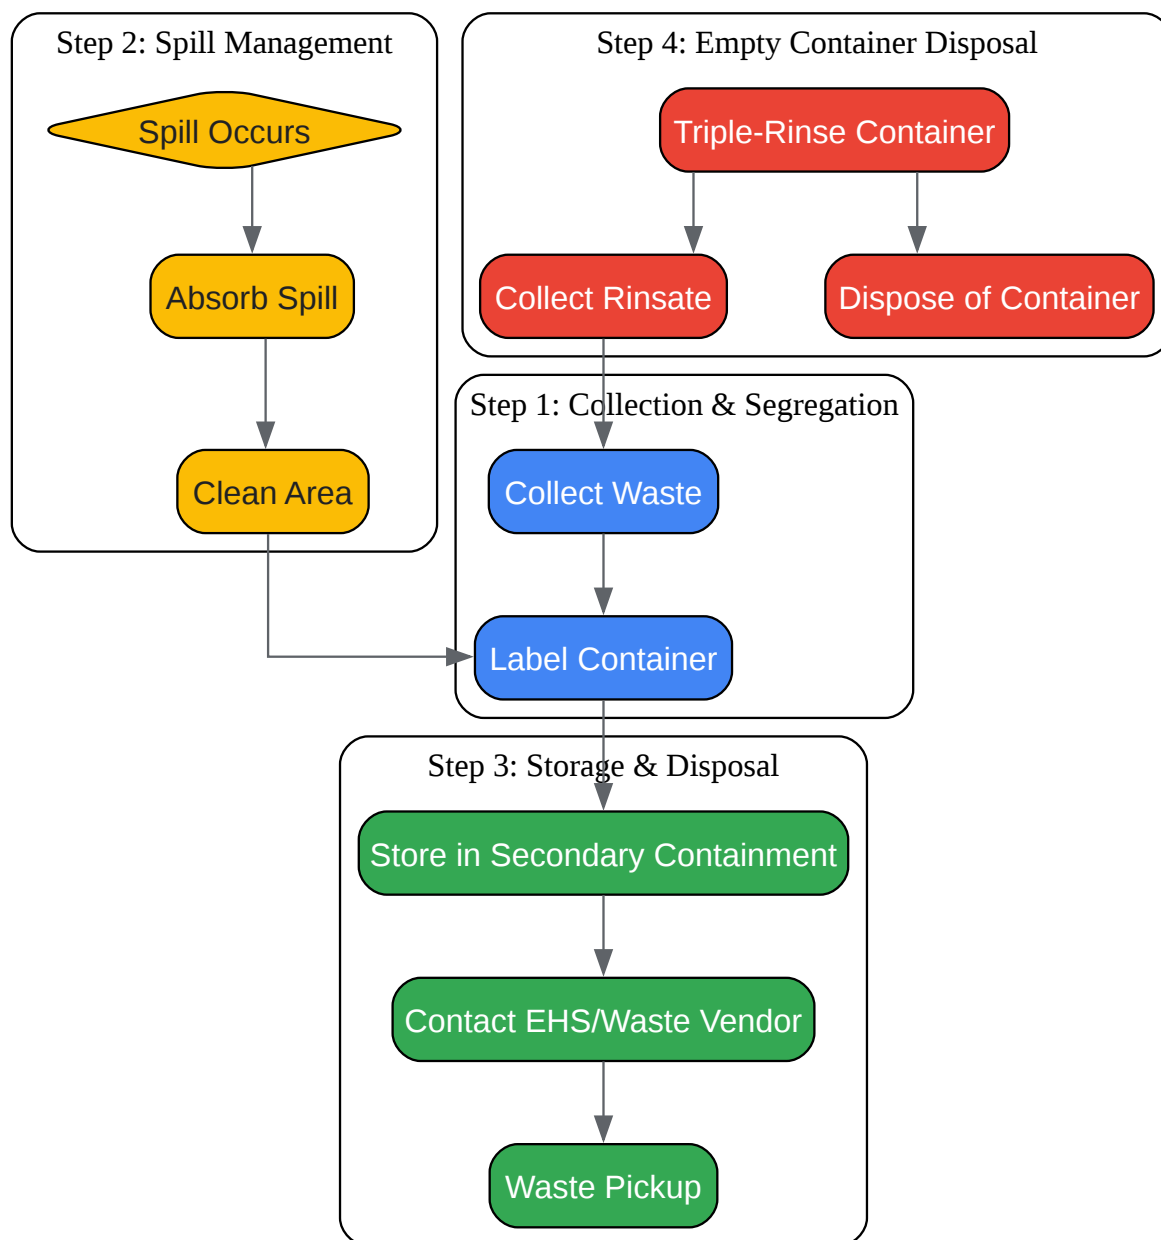 Step 2: Spill Management
Spill Occurs
Absorb Spill
Clean Area
Step 4: Empty Container Disposal
Triple-Rinse Container
Collect Rinsate
Dispose of Container
Step 1: Collection & Segregation
Collect Waste
Label Container
Step 3: Storage & Disposal
Store in Secondary Containment
Contact EHS/Waste Vendor
Waste Pickup